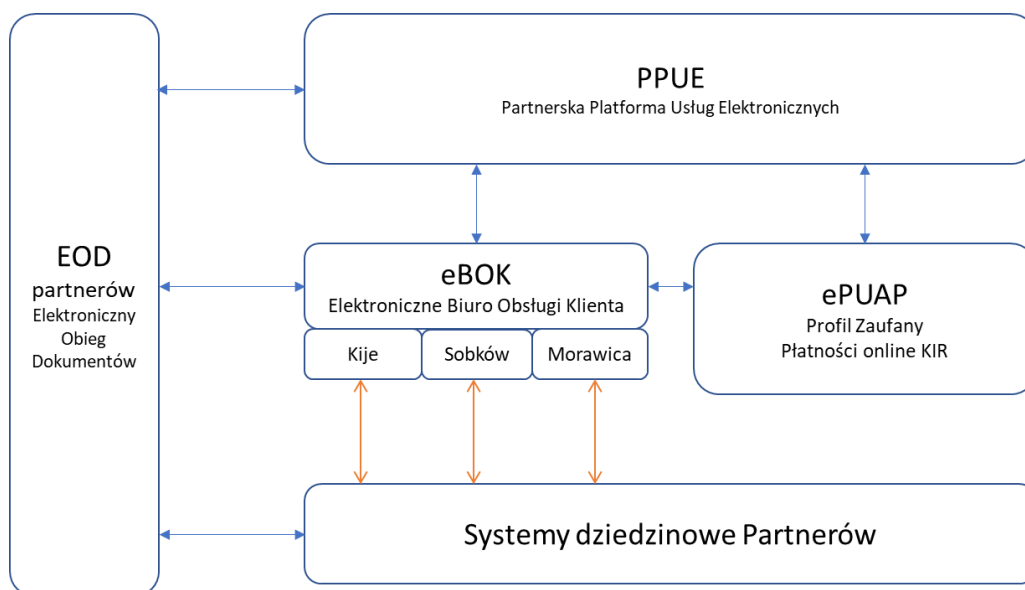 PPUE
Partnerska Platforma Usług Elektronicznych
EOD
partnerów
Elektroniczny
Obieg
Dokumentów
eBOK
Elektroniczne Biuro Obsługi Klienta
Kije
Sobków
Morawica
ePUAP
Profil Zaufany
Płatności online KIR
Systemy dziedzinowe Partnerów